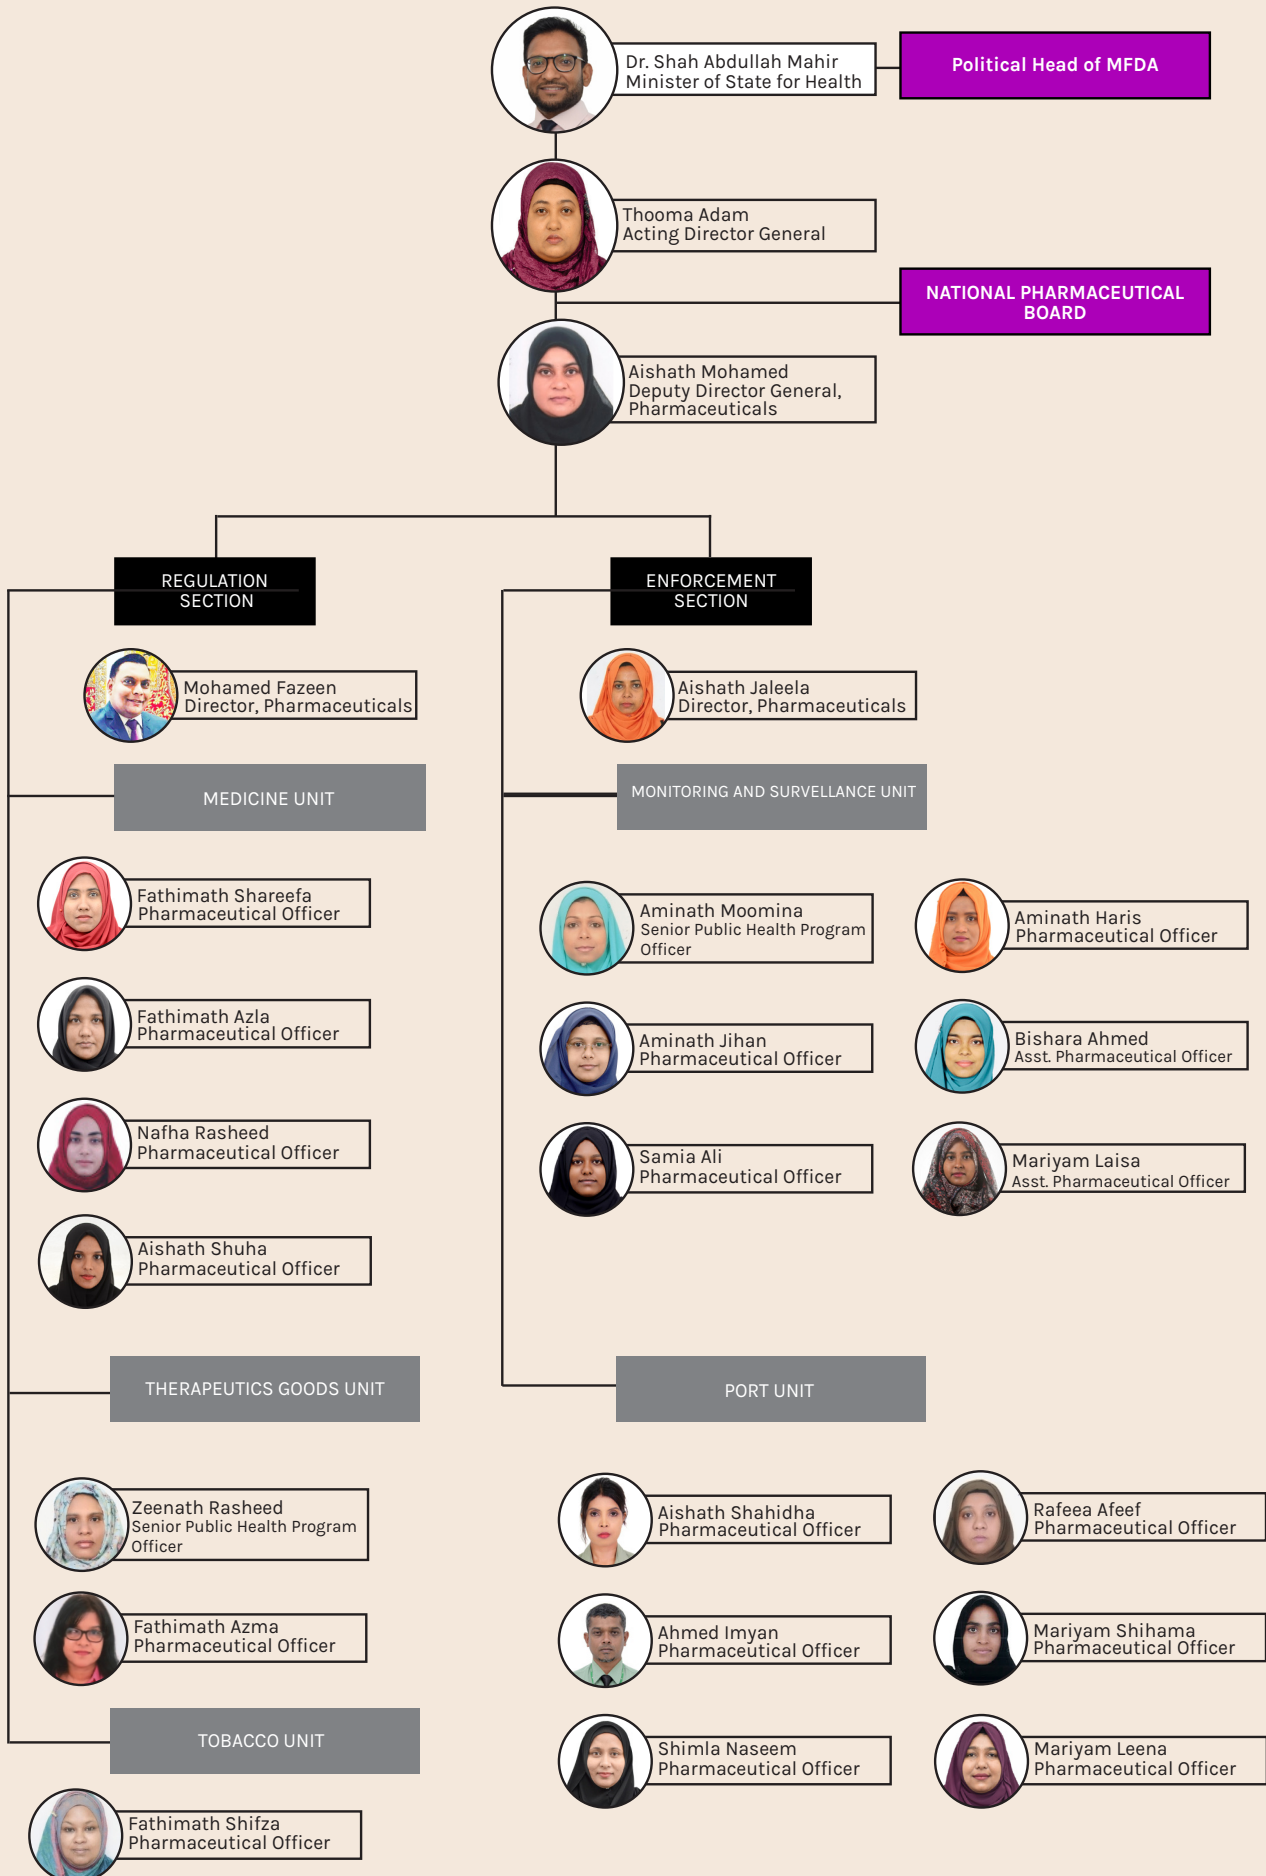 Dr. Shah Abdullah Mahir
Minister of State for Health
Political Head of MFDA
Thooma Adam
Acting Director General
NATIONAL PHARMACEUTICAL
BOARD
Aishath Mohamed
Deputy Director General,
Pharmaceuticals
REGULATION
SECTION
Mohamed Fazeen
Director, Pharmaceuticals
MEDICINE UNIT
Fathimath Shareefa
Pharmaceutical Officer
Fathimath Azla
Pharmaceutical Officer
Nafha Rasheed
Pharmaceutical Officer
Aishath Shuha
Pharmaceutical Officer
THERAPEUTICS GOODS UNIT
Zeenath Rasheed
Senior Public Health Program
Officer
Fathimath Azma
Pharmaceutical Officer
TOBACCO UNIT
Fathimath Shifza
Pharmaceutical Officer
ENFORCEMENT
SECTION
Aishath Jaleela
Director, Pharmaceuticals
MONITORING AND SURVELLANCE UNIT
Aminath Moomina
Senior Public Health Program
Officer
Aminath Jihan
Pharmaceutical Officer
Samia Ali
Pharmaceutical Officer
Aminath Haris
Pharmaceutical Officer
Bishara Ahmed
Asst. Pharmaceutical Officer
Mariyam Laisa
Asst. Pharmaceutical Officer
PORT UNIT
Aishath Shahidha
Pharmaceutical Officer
Ahmed Imyan
Pharmaceutical Officer
Shimla Naseem
Pharmaceutical Officer
Rafeea Afeef
Pharmaceutical Officer
Mariyam Shihama
Pharmaceutical Officer
Mariyam Leena
Pharmaceutical Officer